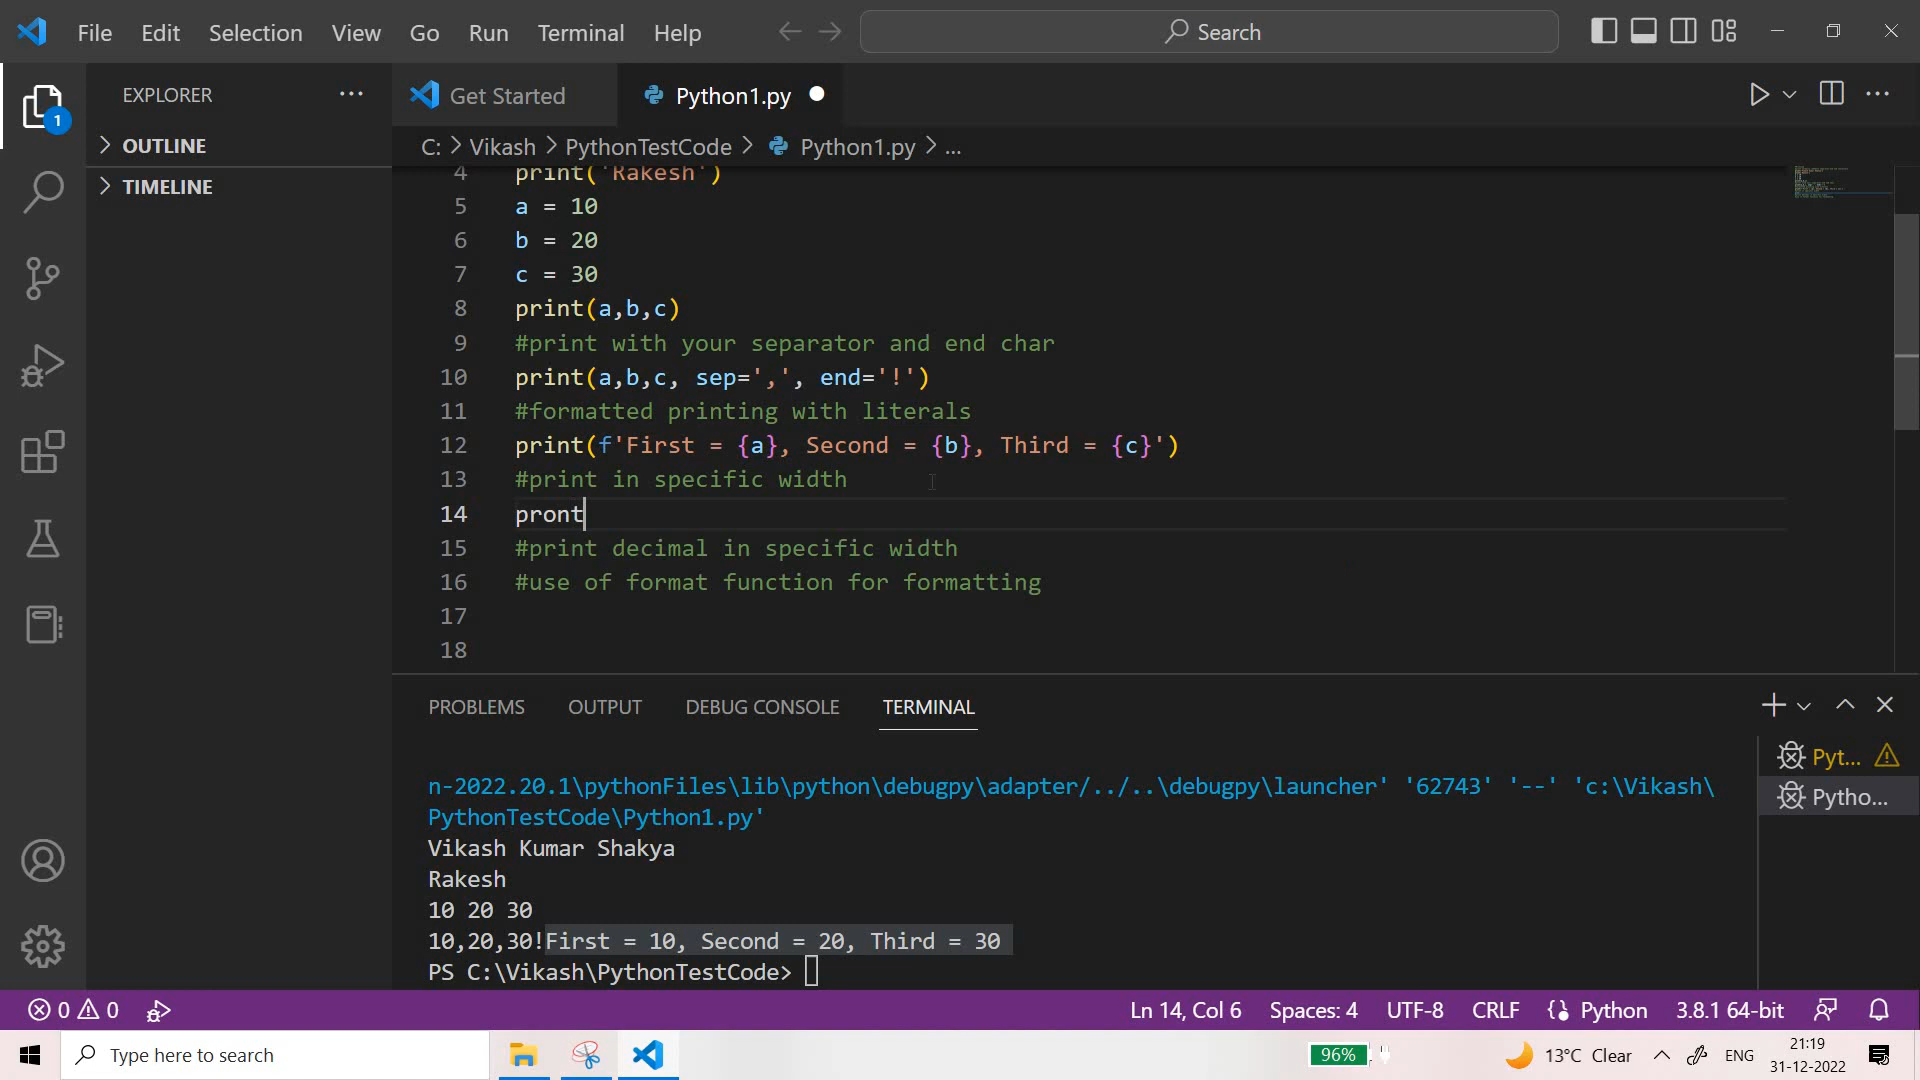 File Edit Selection View Go Run Terminal Help
Search
EXPLORER
OUTLINE
TIMELINE
1
Get Started
Python1.py
C: > Vikash > PythonTestCode > Python1.py > ...
4 print('Rakesh')
5 a = 10
6 b = 20
7 c = 30
8 print(a,b,c)
9 #print with your separator and end char
10 print(a,b,c, sep=',', end='!')
11 #formatted printing with literals
12 print(f'First = {a}, Second = {b}, Third = {c}')
13 #print in specific width
14 pront
15 #print decimal in specific width
16 #use of format function for formatting
17
18
PROBLEMS OUTPUT DEBUG CONSOLE TERMINAL
n-2022.20.1\pythonFiles\lib\python\debugpy\adapter/../..\debugpy\launcher' '62743' '--' 'c:\Vikash\
PythonTestCode\Python1.py'
Vikash Kumar Shakya
Rakesh
10 20 30
10,20,30!First = 10, Second = 20, Third = 30
PS C:\Vikash\PythonTestCode>
Pyt...
Pytho...
0 0
Ln 14, Col 6 Spaces: 4 UTF-8 CRLF Python 3.8.1 64-bit
Type here to search
96%
13°C Clear
ENG
21:19
31-12-2022